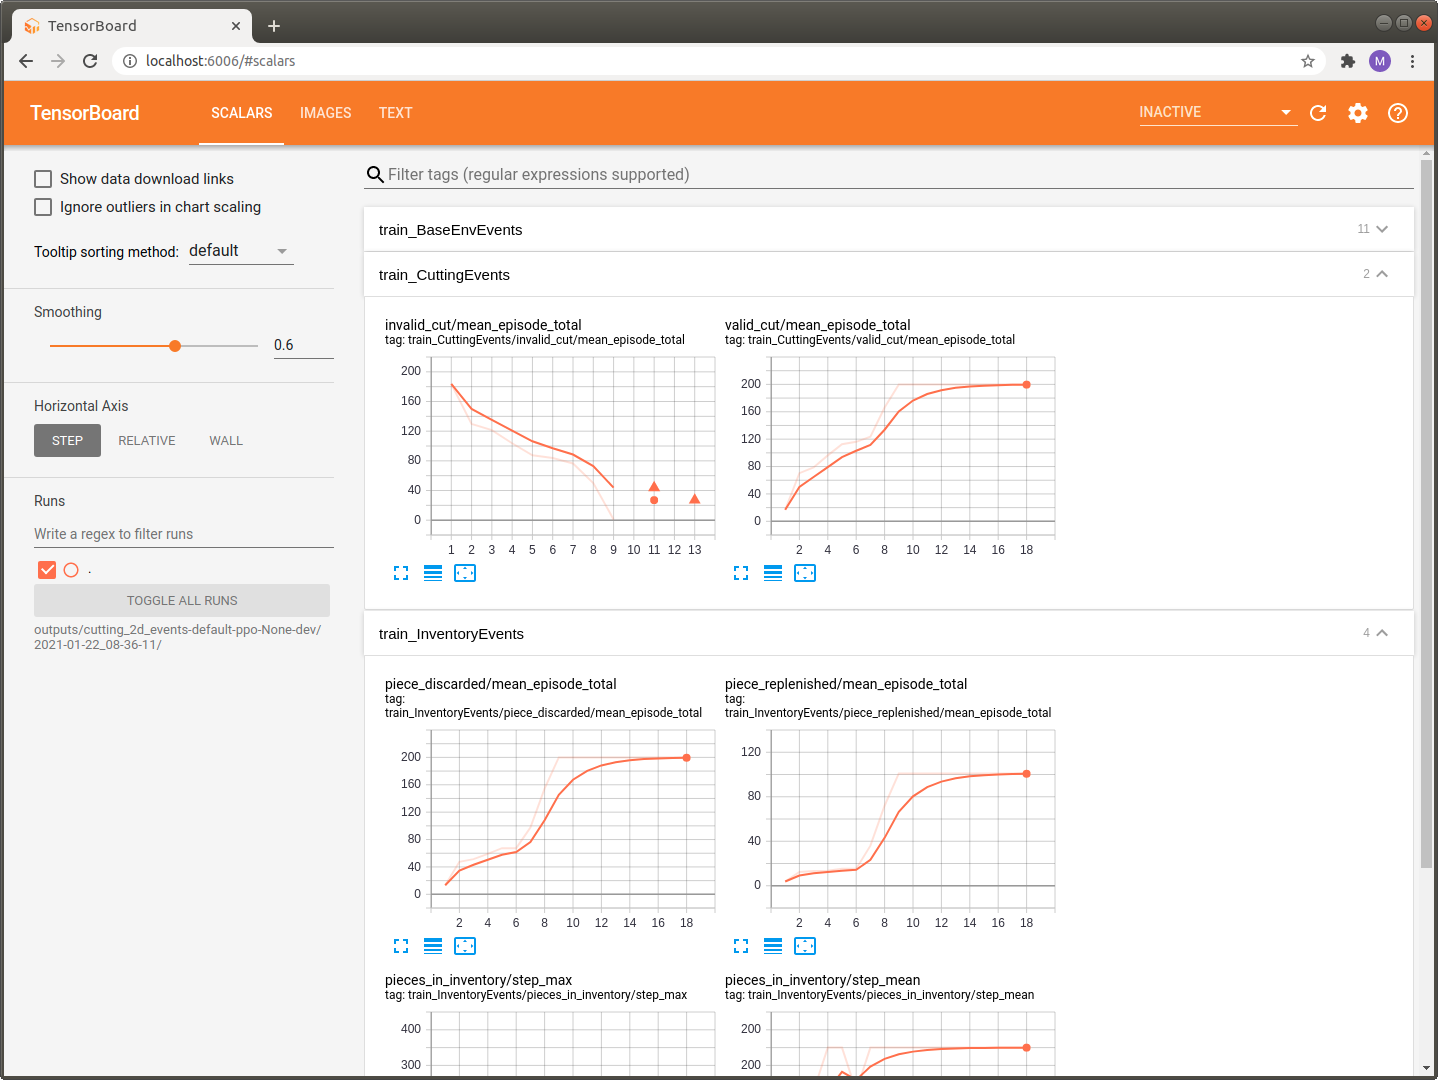 TensorBoard
localhost:6006/#scalars
M
TensorBoard
SCALARS IMAGES TEXT
INACTIVE
Show data download links
Ignore outliers in chart scaling
Tooltip sorting method: default
Smoothing
0.6
Horizontal Axis
STEP RELATIVE WALL
Runs
Write a regex to filter runs
.
TOGGLE ALL RUNS
outputs/cutting_2d_events-default-ppo-None-dev/
2021-01-22_08-36-11/
Filter tags (regular expressions supported)
train_BaseEnvEvents 11
train_CuttingEvents 2
invalid_cut/mean_episode_total
tag: train_CuttingEvents/invalid_cut/mean_episode_total
200
160
120
80
40
0
1 2 3 4 5 6 7 8 9 10 11 12 13
valid_cut/mean_episode_total
tag: train_CuttingEvents/valid_cut/mean_episode_total
200
160
120
80
40
0
2 4 6 8 10 12 14 16 18
train_InventoryEvents 4
piece_discarded/mean_episode_total
tag:
train_InventoryEvents/piece_discarded/mean_episode_total
200
160
120
80
40
0
2 4 6 8 10 12 14 16 18
piece_replenished/mean_episode_total
tag:
train_InventoryEvents/piece_replenished/mean_episode_total
120
80
40
0
2 4 6 8 10 12 14 16 18
pieces_in_inventory/step_max
tag: train_InventoryEvents/pieces_in_inventory/step_max
400
300
pieces_in_inventory/step_mean
tag: train_InventoryEvents/pieces_in_inventory/step_mean
200
200